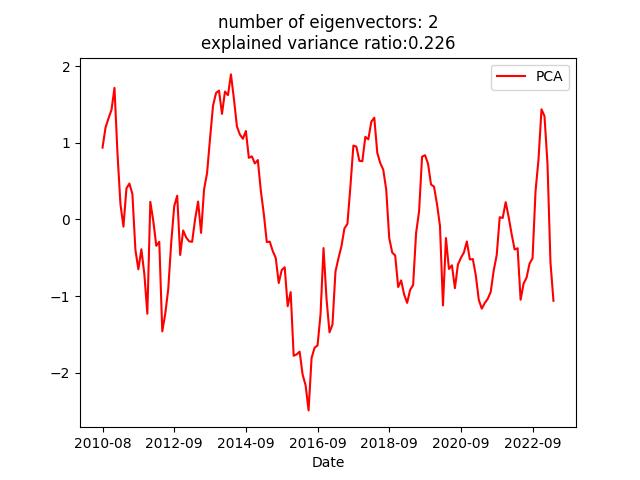 number of eigenvectors: 2
explained variance ratio:0.226
PCA
2
1
0
−1
−2
2010-08 2012-09 2014-09 2016-09 2018-09 2020-09 2022-09
Date